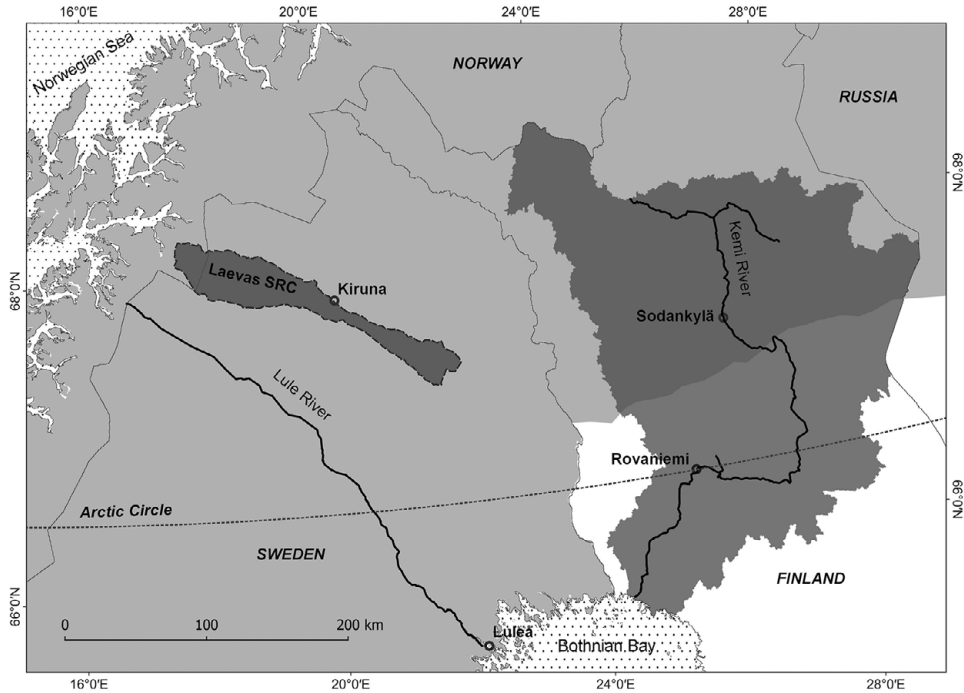 16°0'E 20°0'E 24°0'E 28°0'E
Norwegian Sea
NORWAY
RUSSIA
68°0'N
Kemi River
Laevas SRC
Kiruna
68°0'N
Sodankylä
Lule River
Rovaniemi
66°0'N
Arctic Circle
SWEDEN
FINLAND
66°0'N
0 100 200 km
Luleå
Bothnian Bay
16°0'E 20°0'E 24°0'E 28°0'E